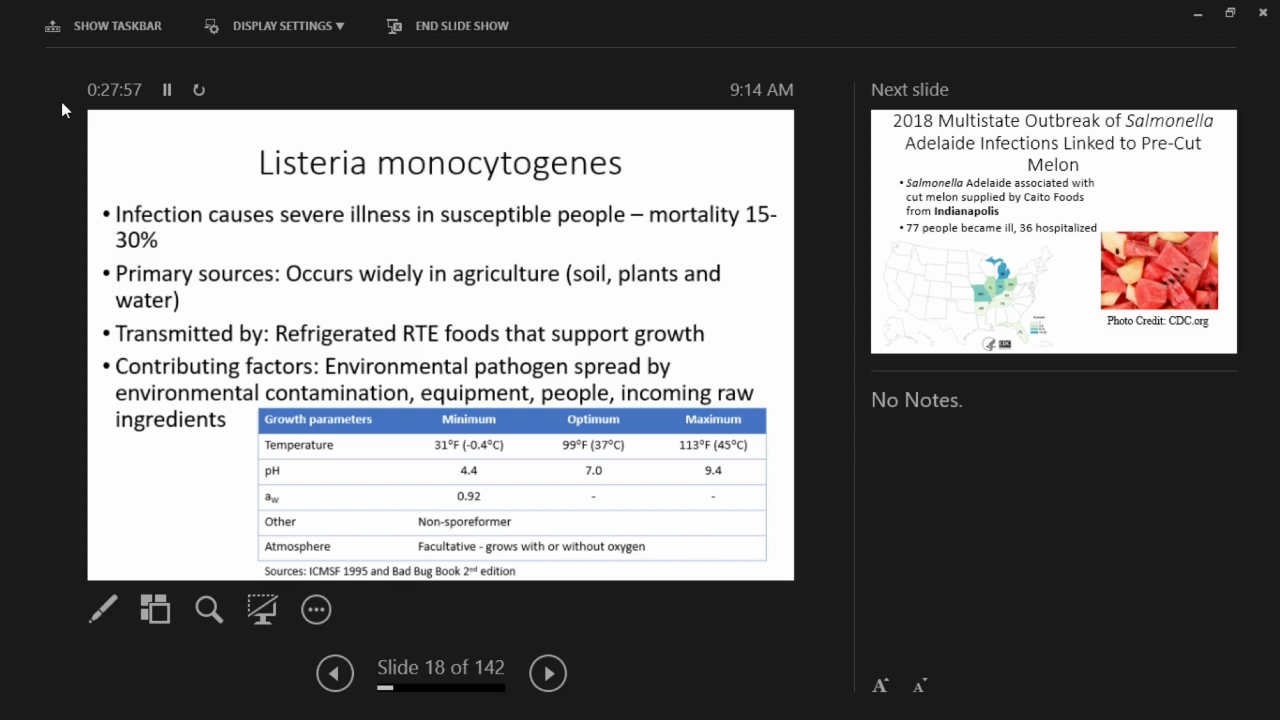 SHOW TASKBAR
DISPLAY SETTINGS ▼
END SLIDE SHOW
0:27:57
9:14 AM
Listeria monocytogenes
• Infection causes severe illness in susceptible people – mortality 15-
30%
• Primary sources: Occurs widely in agriculture (soil, plants and
water)
• Transmitted by: Refrigerated RTE foods that support growth
• Contributing factors: Environmental pathogen spread by
environmental contamination, equipment, people, incoming raw
ingredients
Growth parameters Minimum Optimum Maximum
Temperature 31°F (-0.4°C) 99°F (37°C) 113°F (45°C)
pH 4.4 7.0 9.4
aw 0.92 - -
Other Non-sporeformer
Atmosphere Facultative - grows with or without oxygen
Sources: ICMSF 1995 and Bad Bug Book 2nd edition
Slide 18 of 142
Next slide
2018 Multistate Outbreak of Salmonella
Adelaide Infections Linked to Pre-Cut
Melon
• Salmonella Adelaide associated with
cut melon supplied by Caito Foods
from Indianapolis
• 77 people became ill, 36 hospitalized
Photo Credit: CDC.org
No Notes.
A A